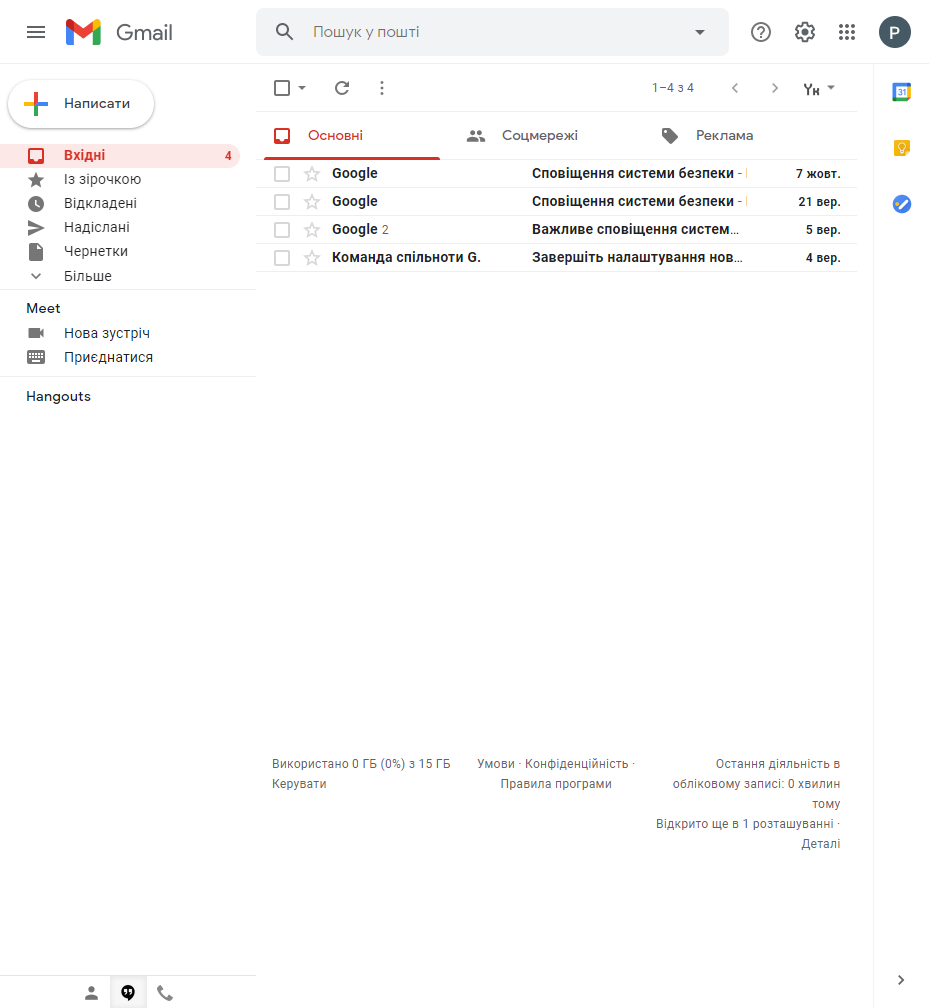 Gmail
Пошук у пошті
P
Написати
1–4 з 4
Ук
31
Вхідні 4
Із зірочкою
Відкладені
Надіслані
Чернетки
Більше
Meet
Нова зустріч
Приєднатися
Hangouts
Основні Соцмережі Реклама
Google Сповіщення системи безпеки - 7 жовт.
Google Сповіщення системи безпеки - 21 вер.
Google 2 Важливе сповіщення систем… 5 вер.
Команда спільноти G. Завершіть налаштування нов… 4 вер.
Використано 0 ГБ (0%) з 15 ГБ
Керувати
Умови · Конфіденційність ·
Правила програми
Остання діяльність в
обліковому записі: 0 хвилин
тому
Відкрито ще в 1 розташуванні ·
Деталі